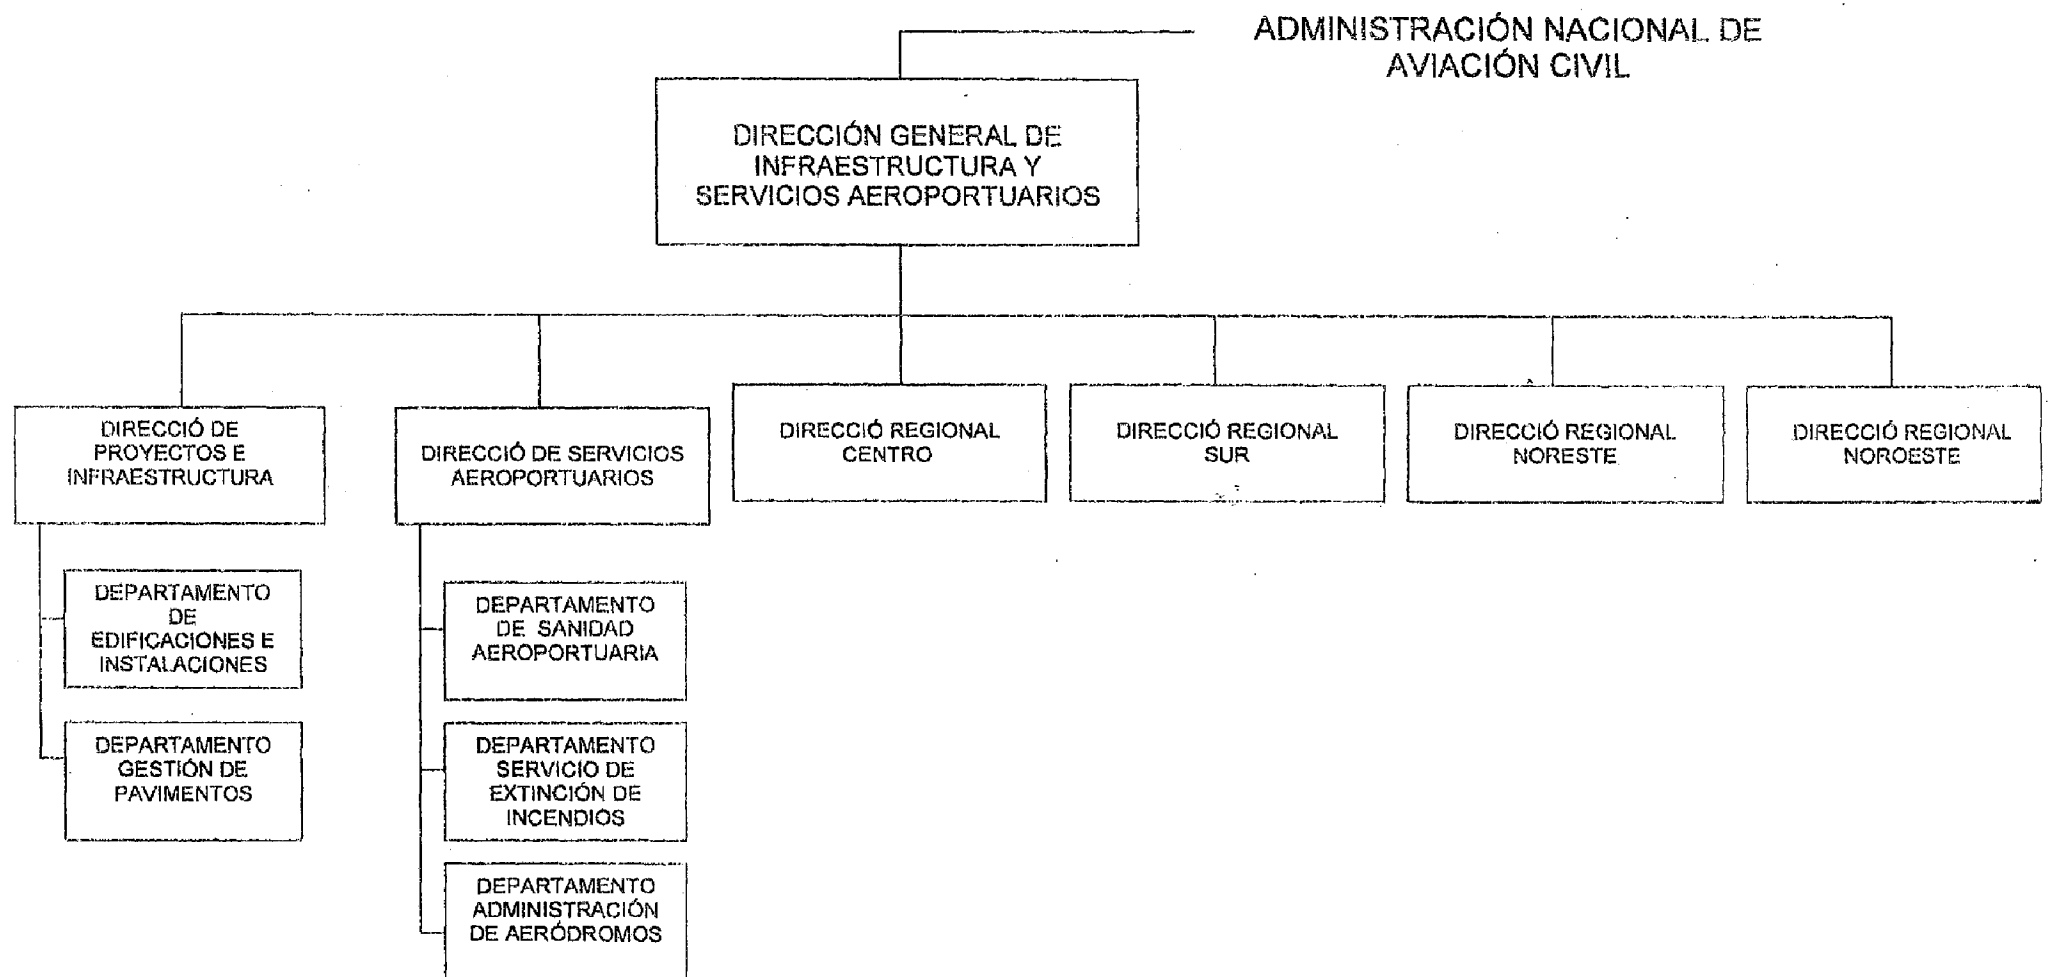 ADMINISTRACIÓN NACIONAL DE
AVIACIÓN CIVIL
DIRECCIÓN GENERAL DE
INFRAESTRUCTURA Y
SERVICIOS AEROPORTUARIOS
DIRECCIÓ DE
PROYECTOS E
INFRAESTRUCTURA
DIRECCIÓ DE SERVICIOS
AEROPORTUARIOS
DIRECCIÓ REGIONAL
CENTRO
DIRECCIÓ REGIONAL
SUR
DIRECCIÓ REGIONAL
NORESTE
DIRECCIÓ REGIONAL
NOROESTE
DEPARTAMENTO
DE
EDIFICACIONES E
INSTALACIONES
DEPARTAMENTO
GESTIÓN DE
PAVIMENTOS
DEPARTAMENTO
DE SANIDAD
AEROPORTUARIA
DEPARTAMENTO
SERVICIO DE
EXTINCIÓN DE
INCENDIOS
DEPARTAMENTO
ADMINISTRACIÓN
DE AERÓDROMOS